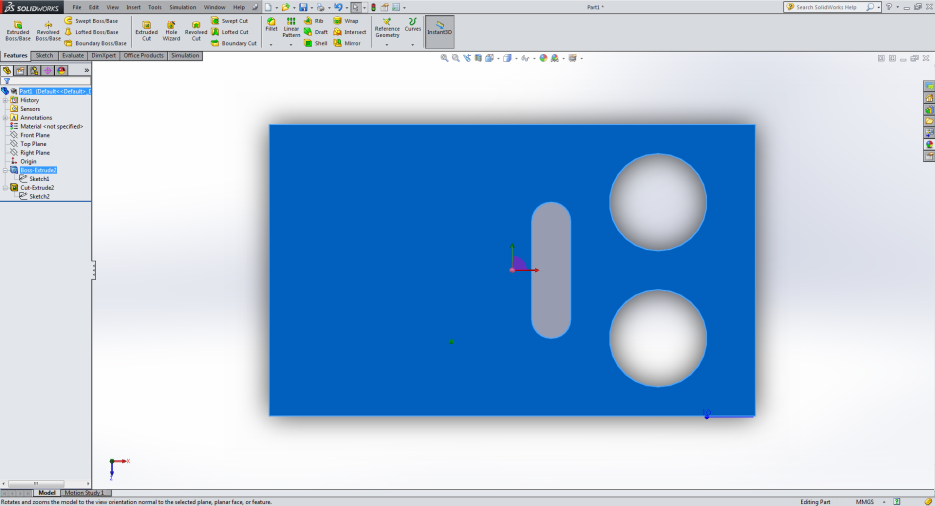 SOLIDWORKS File Edit View Insert Tools Simulation Window Help Part1 * Search SolidWorks Help
Extruded Boss/Base
Revolved Boss/Base
Swept Boss/Base
Lofted Boss/Base
Boundary Boss/Base
Extruded Cut
Hole Wizard
Revolved Cut
Swept Cut
Lofted Cut
Boundary Cut
Fillet
Linear Pattern
Rib
Draft
Shell
Wrap
Intersect
Mirror
Reference Geometry
Curves
Instant3D
Features Sketch Evaluate DimXpert Office Products Simulation
Part1 (Default<<Default>_D
History
Sensors
Annotations
Material <not specified>
Front Plane
Top Plane
Right Plane
Origin
Boss-Extrude2
Sketch1
Cut-Extrude2
Sketch2
X
Z
Model Motion Study 1
Rotates and zooms the model to the view orientation normal to the selected plane, planar face, or feature. Editing Part MMGS